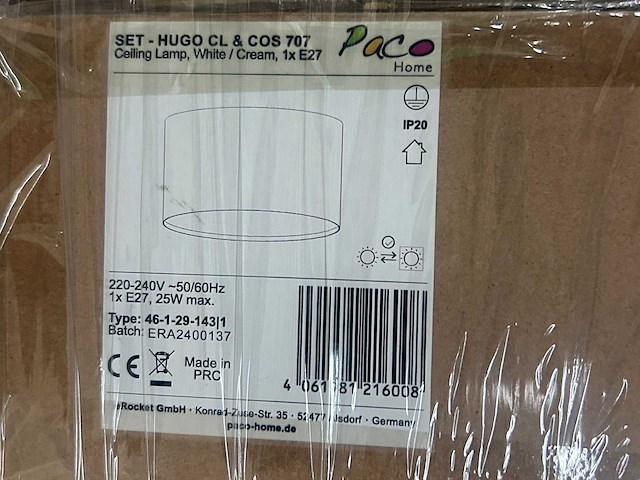 SET - HUGO CL & COS 707
Ceiling Lamp, White / Cream, 1x E27
Paco
Home
IP20
220-240V ~50/60Hz
1x E27, 25W max.
Type: 46-1-29-143|1
Batch: ERA2400137
CE
Made in
PRC
4 061781 216008
eRocket GmbH · Konrad-Zuse-Str. 35 · 52477 Alsdorf · Germany
paco-home.de